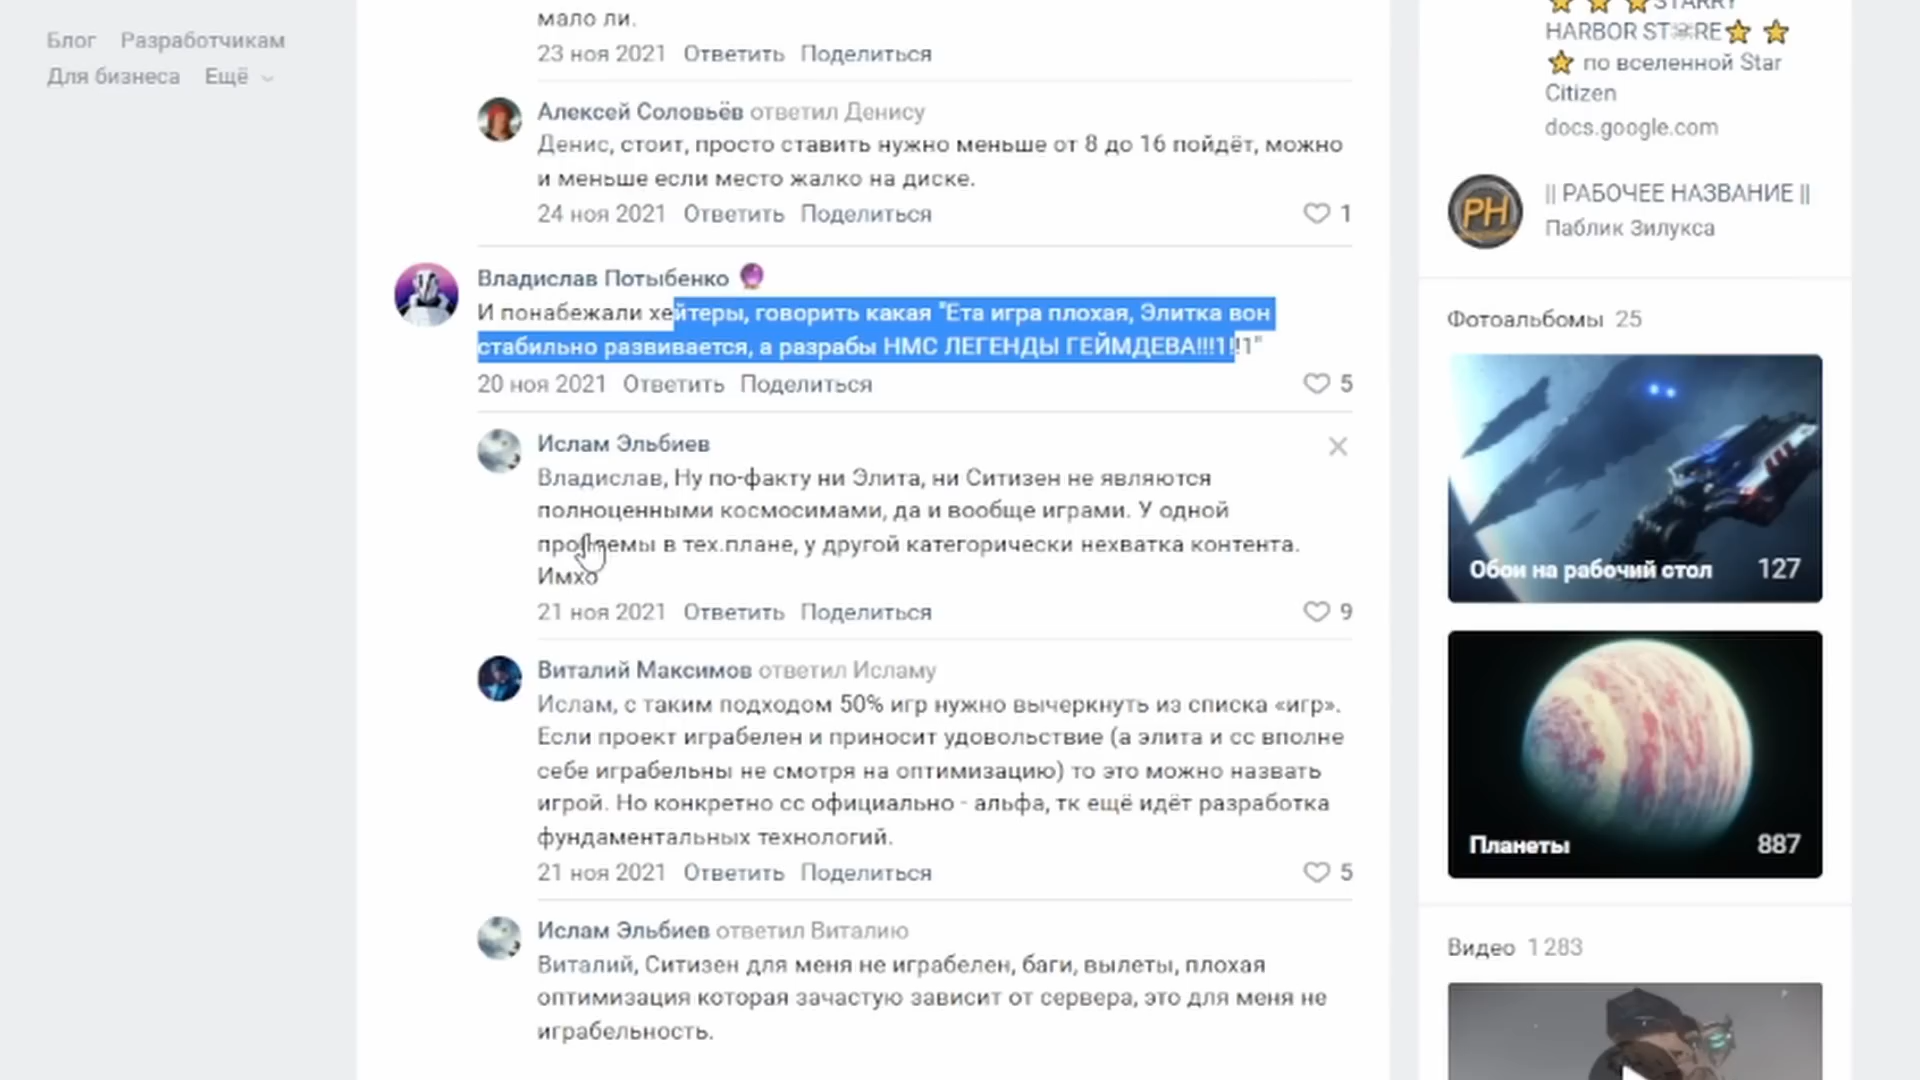 Блог Разработчикам
Для бизнеса Ещё
мало ли.
23 ноя 2021 Ответить Поделиться
Алексей Соловьёв ответил Денису
Денис, стоит, просто ставить нужно меньше от 8 до 16 пойдёт, можно
и меньше если место жалко на диске.
24 ноя 2021 Ответить Поделиться 1
Владислав Потыбенко
И понабежали хейтеры, говорить какая "Ета игра плохая, Элитка вон
стабильно развивается, а разрабы НМС ЛЕГЕНДЫ ГЕЙМДЕВА!!!1!!1"
20 ноя 2021 Ответить Поделиться 5
Ислам Эльбиев
Владислав, Ну по-факту ни Элита, ни Ситизен не являются
полноценными космосимами, да и вообще играми. У одной
проблемы в тех.плане, у другой категорически нехватка контента.
Имхо
21 ноя 2021 Ответить Поделиться 9
Виталий Максимов ответил Исламу
Ислам, с таким подходом 50% игр нужно вычеркнуть из списка «игр».
Если проект играбелен и приносит удовольствие (а элита и сс вполне
себе играбельны не смотря на оптимизацию) то это можно назвать
игрой. Но конкретно сс официально - альфа, тк ещё идёт разработка
фундаментальных технологий.
21 ноя 2021 Ответить Поделиться 5
Ислам Эльбиев ответил Виталию
Виталий, Ситизен для меня не играбелен, баги, вылеты, плохая
оптимизация которая зачастую зависит от сервера, это для меня не
играбельность.
⭐ ⭐ ⭐STARRY
HARBOR ST☠RE⭐ ⭐
⭐ по вселенной Star
Citizen
docs.google.com
РН
|| РАБОЧЕЕ НАЗВАНИЕ ||
Паблик Зилукса
Фотоальбомы 25
Обои на рабочий стол 127
Планеты 887
Видео 1 283